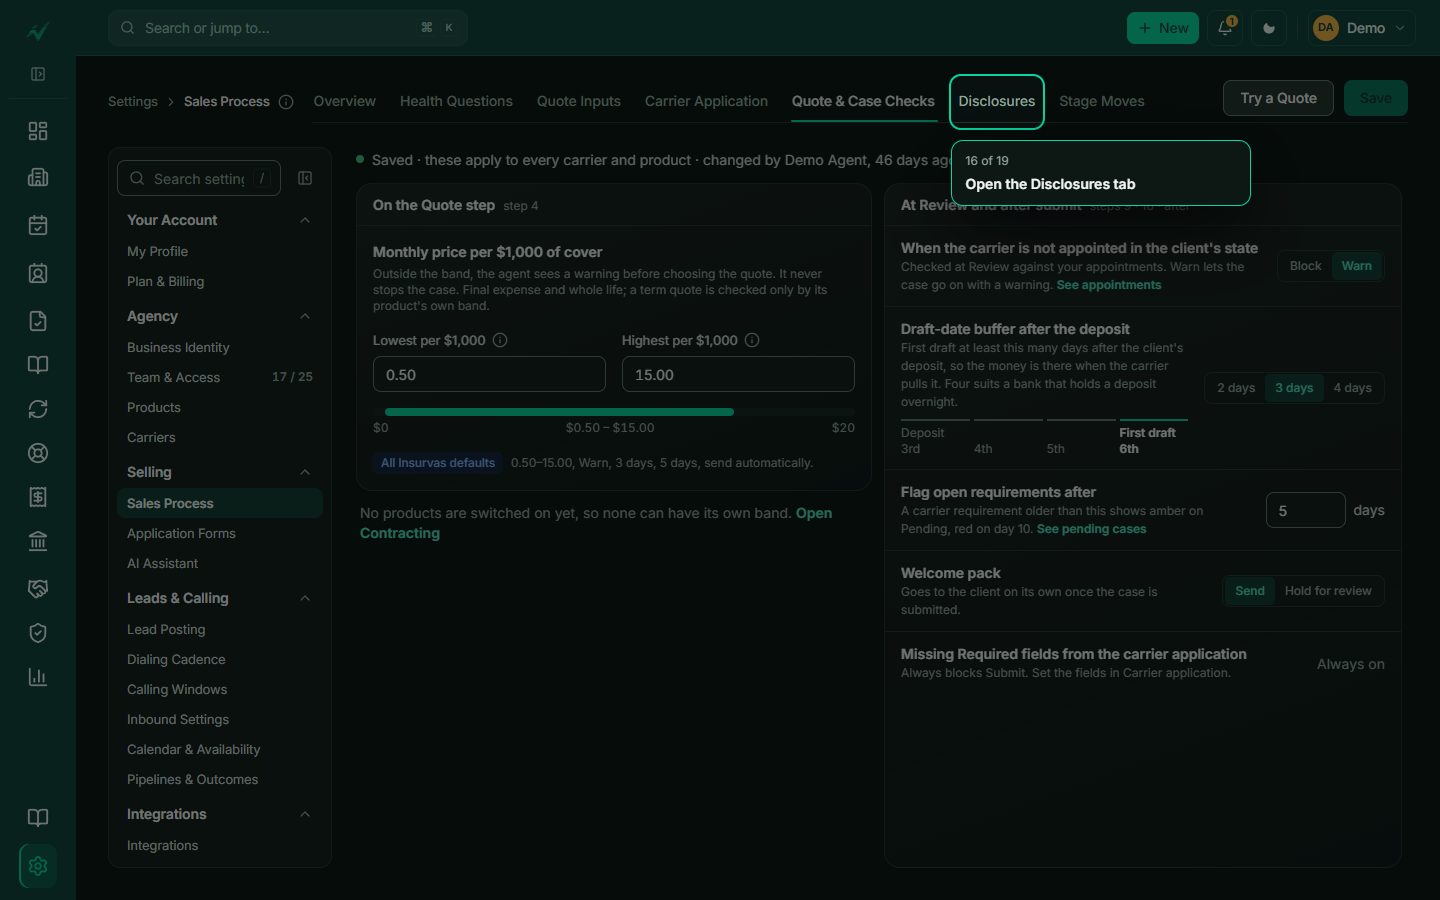 Search or jump to...
⌘ K
New
1
DA
Demo
Settings
Sales Process
Overview
Health Questions
Quote Inputs
Carrier Application
Quote & Case Checks
Disclosures
Stage Moves
Try a Quote
Save
16 of 19
Open the Disclosures tab
Search setting
/
Your Account
My Profile
Plan & Billing
Agency
Business Identity
Team & Access
17 / 25
Products
Carriers
Selling
Sales Process
Application Forms
AI Assistant
Leads & Calling
Lead Posting
Dialing Cadence
Calling Windows
Inbound Settings
Calendar & Availability
Pipelines & Outcomes
Integrations
Integrations
Saved · these apply to every carrier and product · changed by Demo Agent, 46 days ago
On the Quote step
step 4
Monthly price per $1,000 of cover
Outside the band, the agent sees a warning before choosing the quote. It never
stops the case. Final expense and whole life; a term quote is checked only by its
product's own band.
Lowest per $1,000
Highest per $1,000
0.50
15.00
$0
$0.50 – $15.00
$20
All Insurvas defaults
0.50–15.00, Warn, 3 days, 5 days, send automatically.
No products are switched on yet, so none can have its own band. Open
Contracting
At Review and after submit
When the carrier is not appointed in the client's state
Checked at Review against your appointments. Warn lets the
case go on with a warning. See appointments
Block
Warn
Draft-date buffer after the deposit
First draft at least this many days after the client's
deposit, so the money is there when the carrier
pulls it. Four suits a bank that holds a deposit
overnight.
2 days
3 days
4 days
Deposit
3rd
4th
5th
First draft
6th
Flag open requirements after
A carrier requirement older than this shows amber on
Pending, red on day 10. See pending cases
5
days
Welcome pack
Goes to the client on its own once the case is
submitted.
Send
Hold for review
Missing Required fields from the carrier application
Always blocks Submit. Set the fields in Carrier application.
Always on